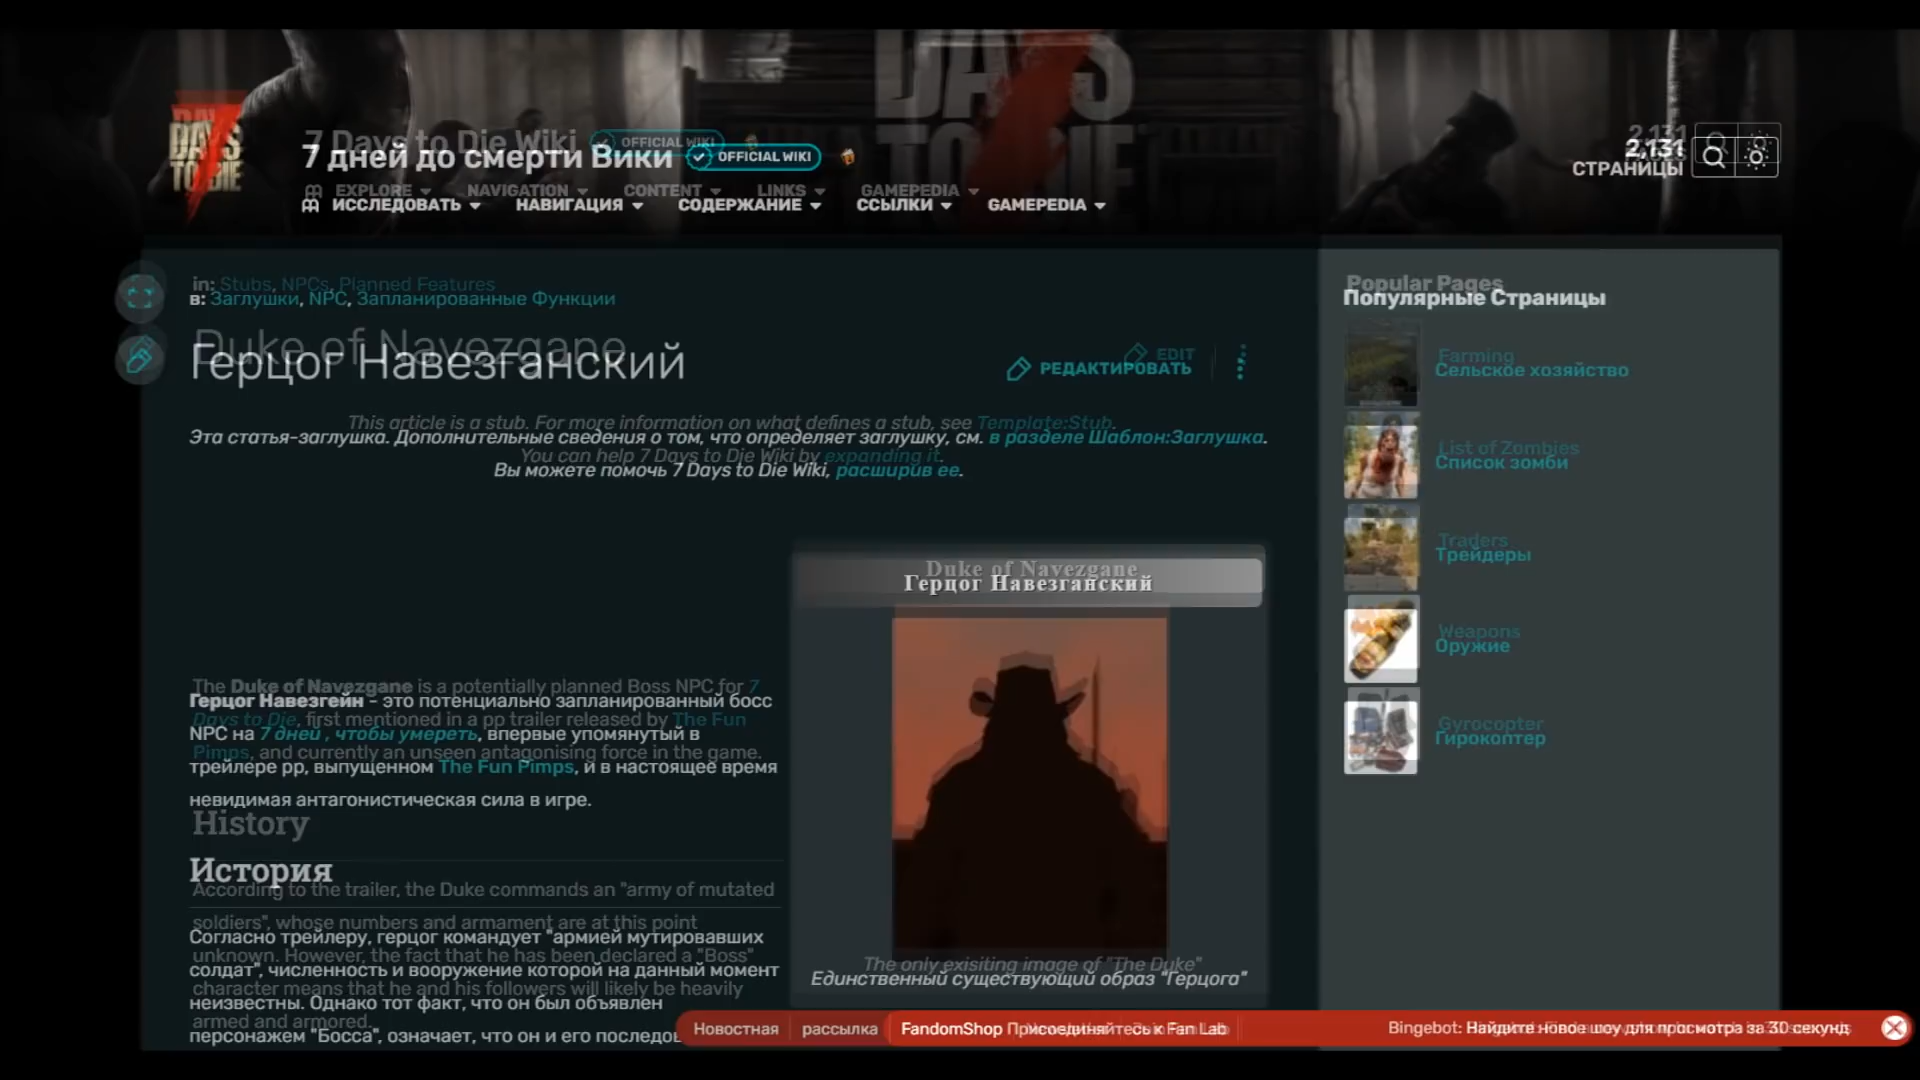 DAYS
TO DIE
7 Days to Die Wiki OFFICIAL WIKI
7 дней до смерти Вики OFFICIAL WIKI
2,131
2,131
СТРАНИЦЫ
EXPLORE NAVIGATION CONTENT LINKS GAMEPEDIA
ИССЛЕДОВАТЬ НАВИГАЦИЯ СОДЕРЖАНИЕ ССЫЛКИ GAMEPEDIA
DAYS
TO DIE
in: Stubs, NPCs, Planned Features
в: Заглушки, NPC, Запланированные Функции
Duke of Navezgane
EDIT
Герцог Навезганский
РЕДАКТИРОВАТЬ
This article is a stub. For more information on what defines a stub, see Template:Stub.
Эта статья-заглушка. Дополнительные сведения о том, что определяет заглушку, см. в разделе Шаблон:Заглушка.
You can help 7 Days to Die Wiki by expanding it.
Вы можете помочь 7 Days to Die Wiki, расширив ее.
The Duke of Navezgane is a potentially planned Boss NPC for 7
Герцог Навезгейн - это потенциально запланированный босс
Days to Die, first mentioned in a pp trailer released by The Fun
NPC на 7 дней , чтобы умереть, впервые упомянутый в
Pimps, and currently an unseen antagonising force in the game.
трейлере pp, выпущенном The Fun Pimps, и в настоящее время
невидимая антагонистическая сила в игре.
History
История
According to the trailer, the Duke commands an "army of mutated
soldiers", whose numbers and armament are at this point
Согласно трейлеру, герцог командует "армией мутировавших
unknown. However, the fact that he has been declared a "Boss"
солдат", численность и вооружение которой на данный момент
character means that he and his followers will likely be heavily
неизвестны. Однако тот факт, что он был объявлен
armed and armored.
персонажем "Босса", означает, что он и его последов
Duke of Navezgane
Герцог Навезганский
The only exisiting image of "The Duke"
Единственный существующий образ "Герцога"
Popular Pages
Популярные Страницы
Farming
Сельское хозяйство
List of Zombies
Список зомби
Traders
Трейдеры
Weapons
Оружие
Gyrocopter
Гирокоптер
Новостная рассылка FandomShop Присоединяйтесь к Fan Lab
Bingebot: Найдите новое шоу для просмотра за 30 секунд